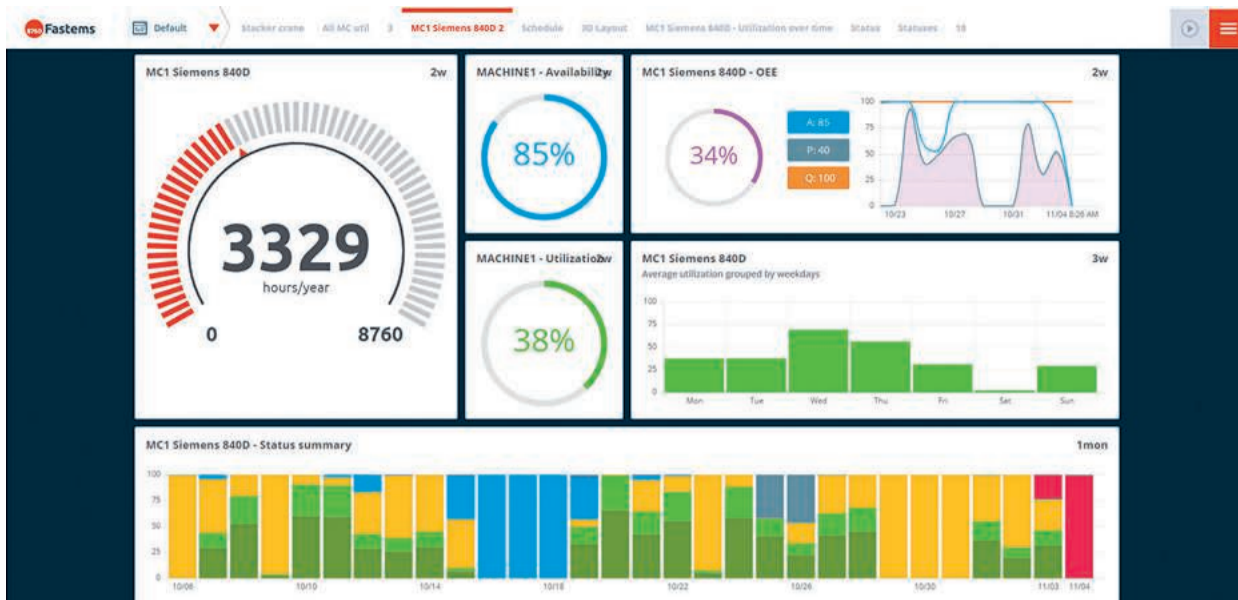 8760 Fastems
Default
Stacker crane
All MC util
3
MC1 Siemens 840D 2
Schedule
3D Layout
MC1 Siemens 840D - Utilization over time
Status
Statuses
18
MC1 Siemens 840D 2w
3329
hours/year
0 8760
MACHINE1 - Availability 2w
85%
MC1 Siemens 840D - OEE 2w
34%
A: 85
P: 40
Q: 100
100
75
50
25
0
10/23 10/27 10/31 11/04 8:26 AM
MACHINE1 - Utilization 2w
38%
MC1 Siemens 840D 3w
Average utilization grouped by weekdays
100
75
50
25
0
Mon Tue Wed Thu Fri Sat Sun
MC1 Siemens 840D - Status summary 1mon
100
75
50
25
0
10/06 10/10 10/14 10/18 10/22 10/26 10/30 11/03 11/04